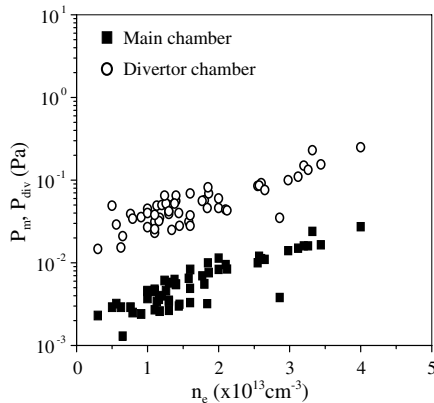 10¹
Main chamber
Divertor chamber
10⁰
Pₘ, P_div (Pa)
10⁻¹
10⁻²
10⁻³
0 1 2 3 4 5
nₑ (x10¹³cm⁻³)